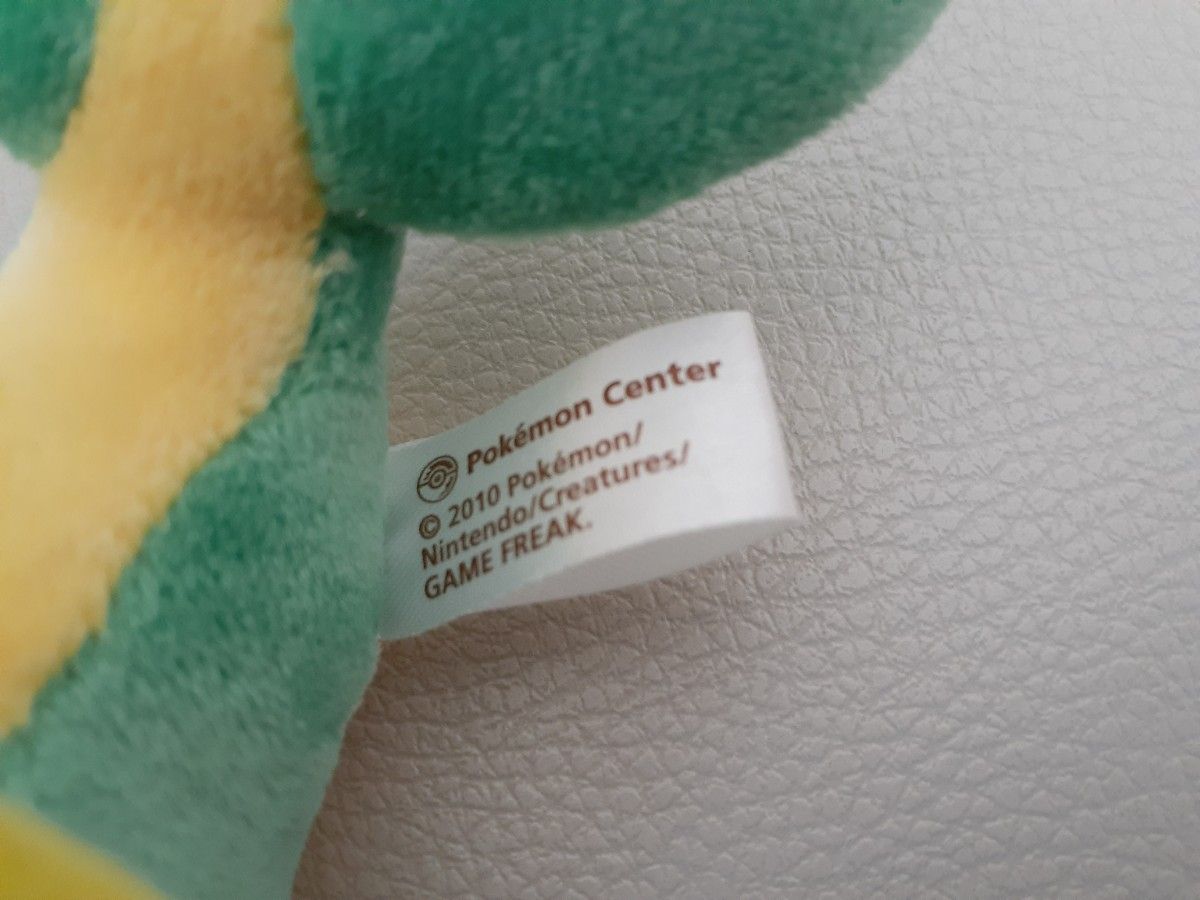 Pokémon Center
© 2010 Pokémon/
Nintendo/Creatures/
GAME FREAK.